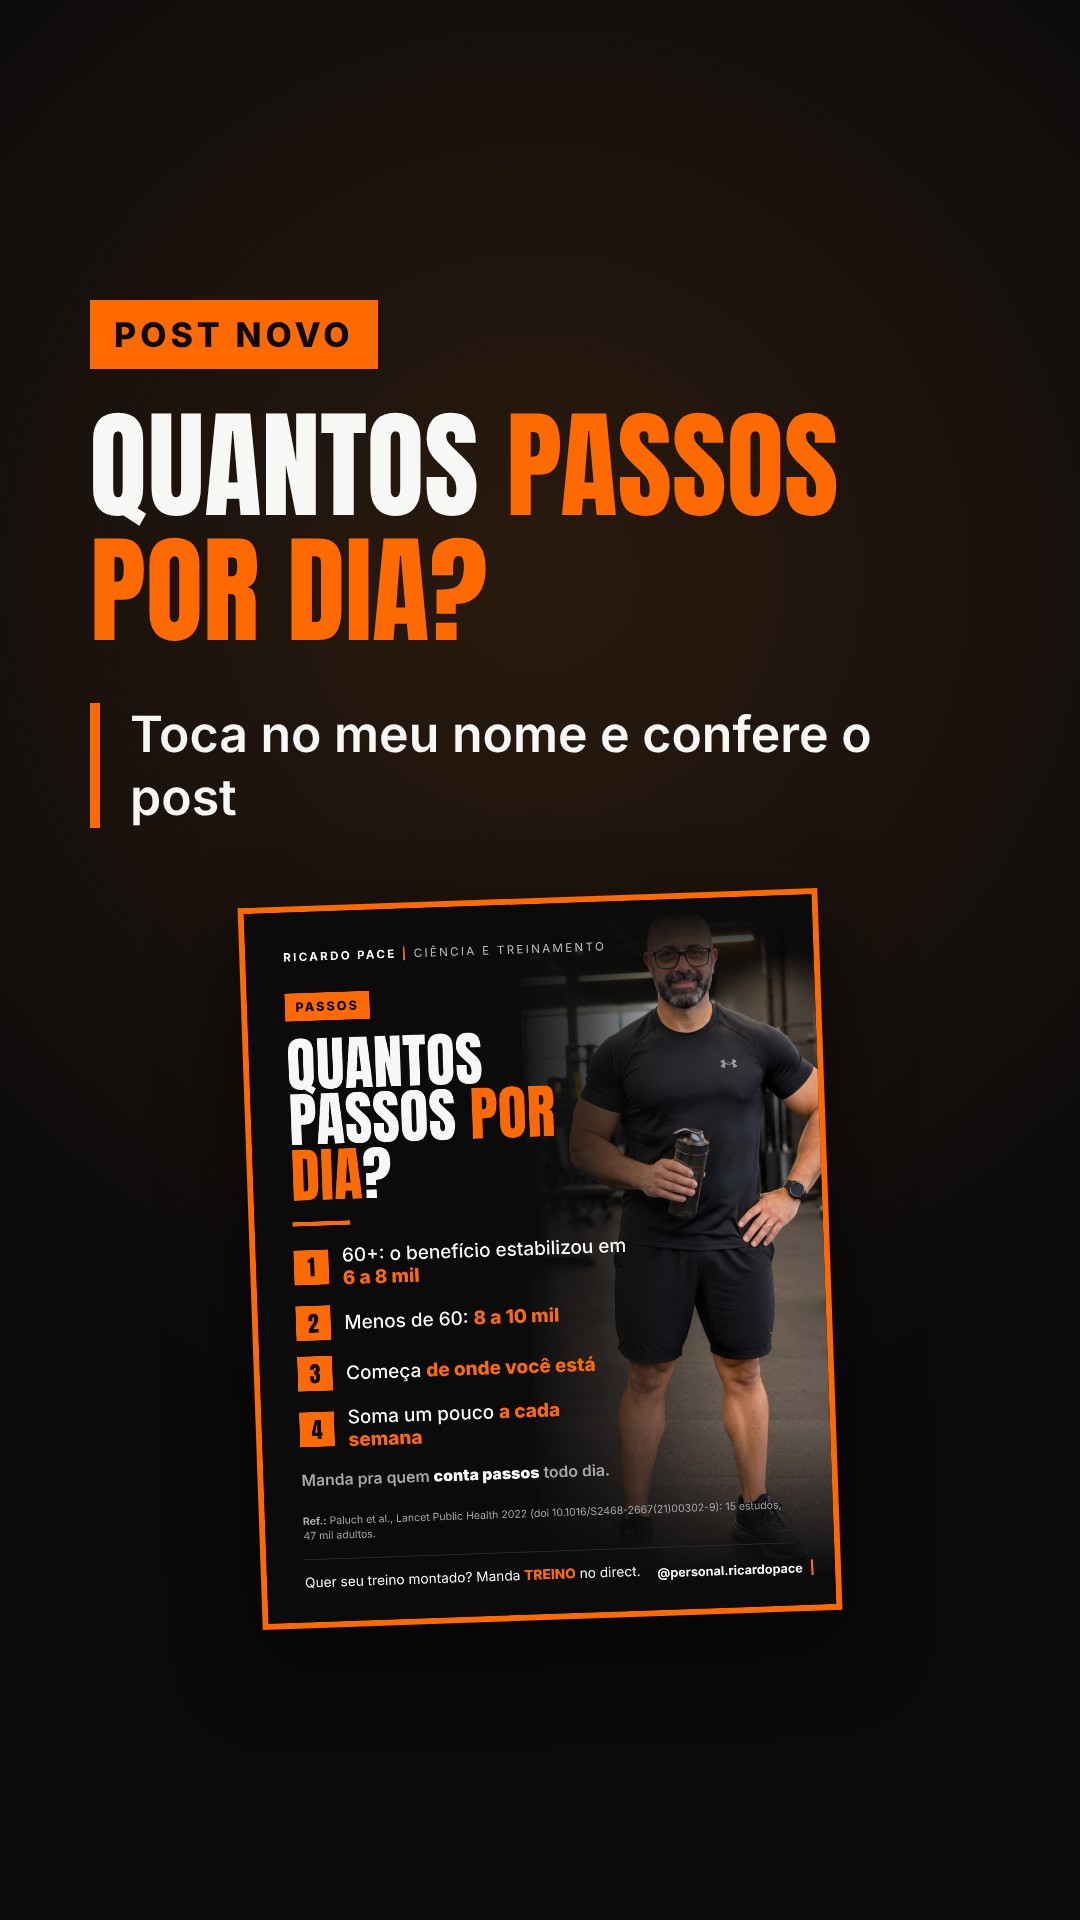 POST NOVO
QUANTOS PASSOS
POR DIA?
Toca no meu nome e confere o
post
RICARDO PACE | CIÊNCIA E TREINAMENTO
PASSOS
QUANTOS
PASSOS POR
DIA?
1 60+: o benefício estabilizou em
6 a 8 mil
2 Menos de 60: 8 a 10 mil
3 Começa de onde você está
4 Soma um pouco a cada
semana
Manda pra quem conta passos todo dia.
Ref.: Paluch et al., Lancet Public Health 2022 (doi 10.1016/S2468-2667(21)00302-9): 15 estudos,
47 mil adultos.
Quer seu treino montado? Manda TREINO no direct. @personal.ricardopace |